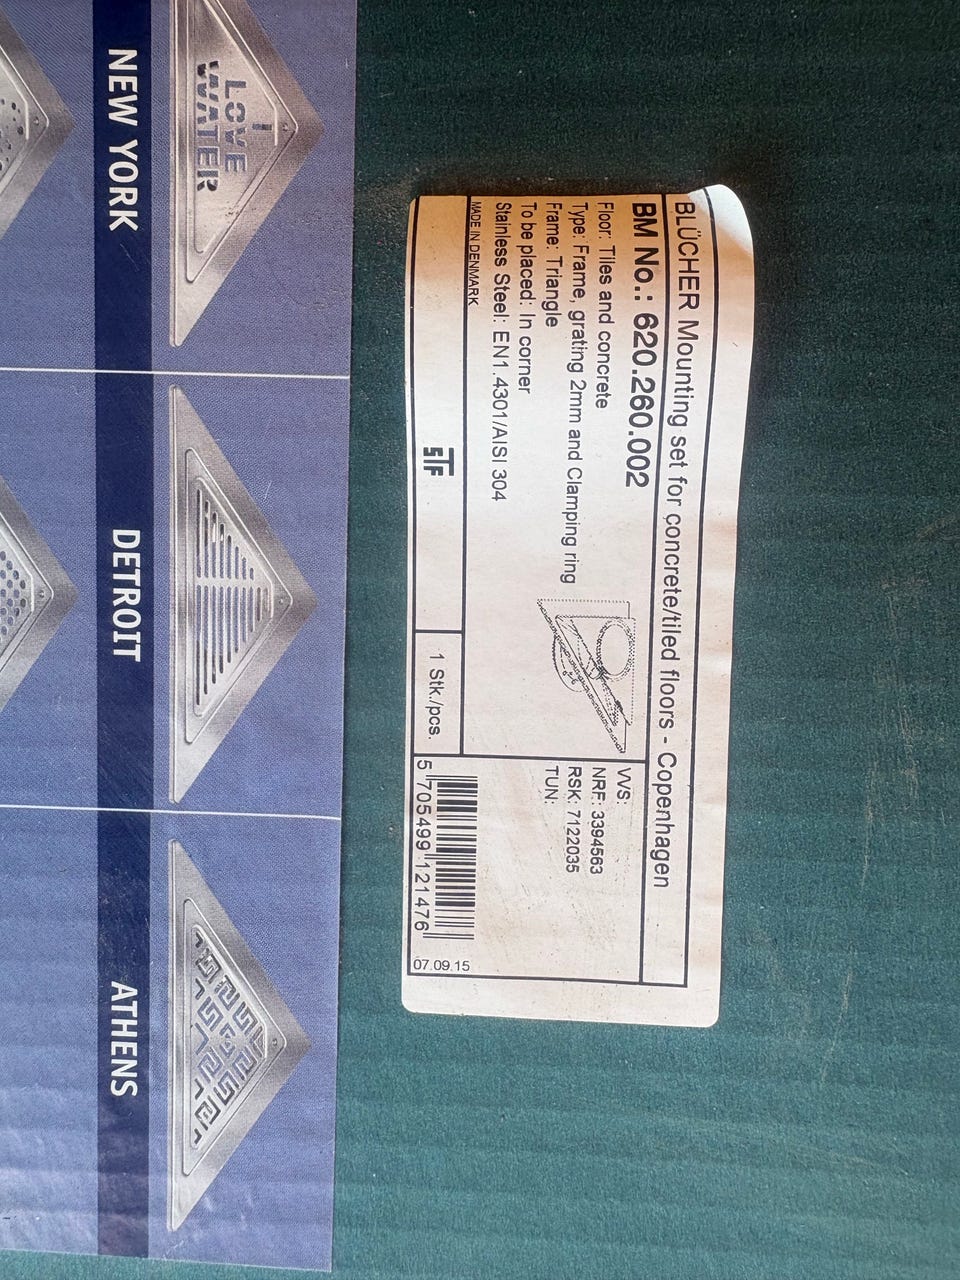 BLÜCHER Mounting set for concrete/tiled floors - Copenhagen
BM No.: 620.260.002
Floor: Tiles and concrete
Type: Frame, grating 2mm and Clamping ring
Frame: Triangle
To be placed: In corner
Stainless Steel: EN1.4301/AISI 304
MADE IN DENMARK
STF
1 Stk./pcs.
VVS:
NRF: 3394563
RSK: 7122035
TUN:
5 705499 121476
07.09.15
LOVE
WATER
NEW YORK
DETROIT
ATHENS